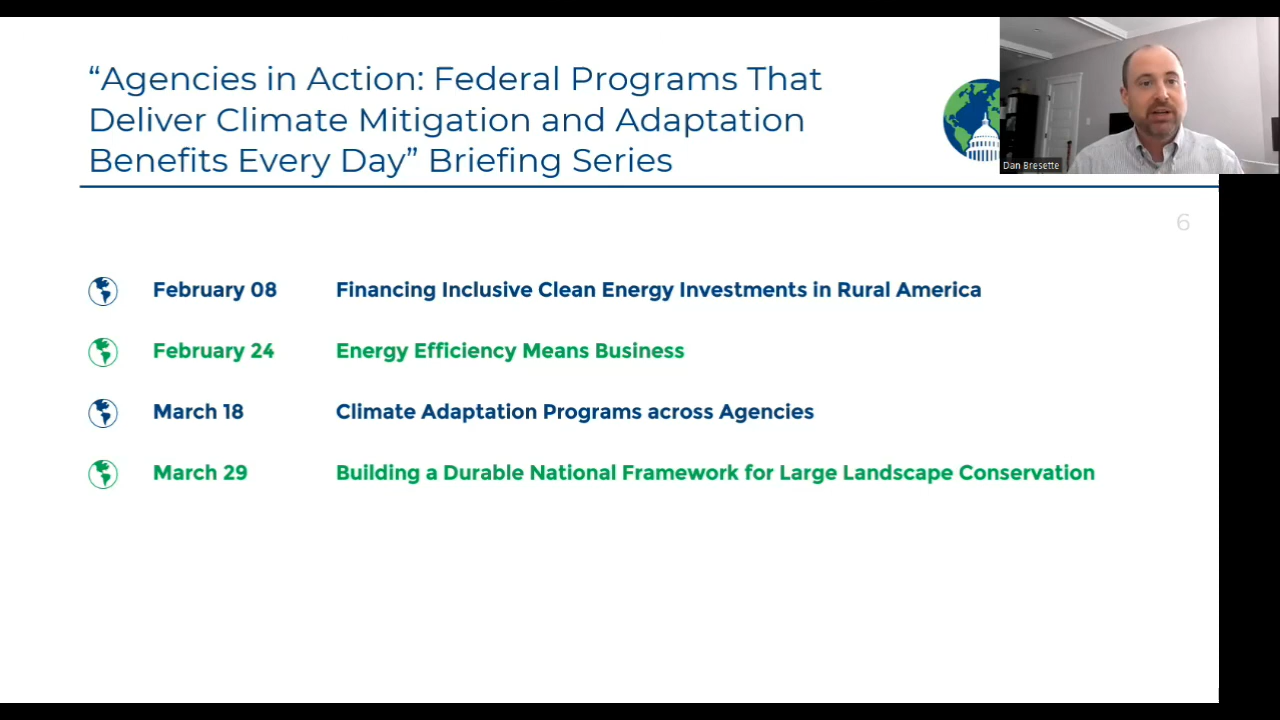 “Agencies in Action: Federal Programs That
Deliver Climate Mitigation and Adaptation
Benefits Every Day” Briefing Series
Dan Bresette
6
February 08 Financing Inclusive Clean Energy Investments in Rural America
February 24 Energy Efficiency Means Business
March 18 Climate Adaptation Programs across Agencies
March 29 Building a Durable National Framework for Large Landscape Conservation